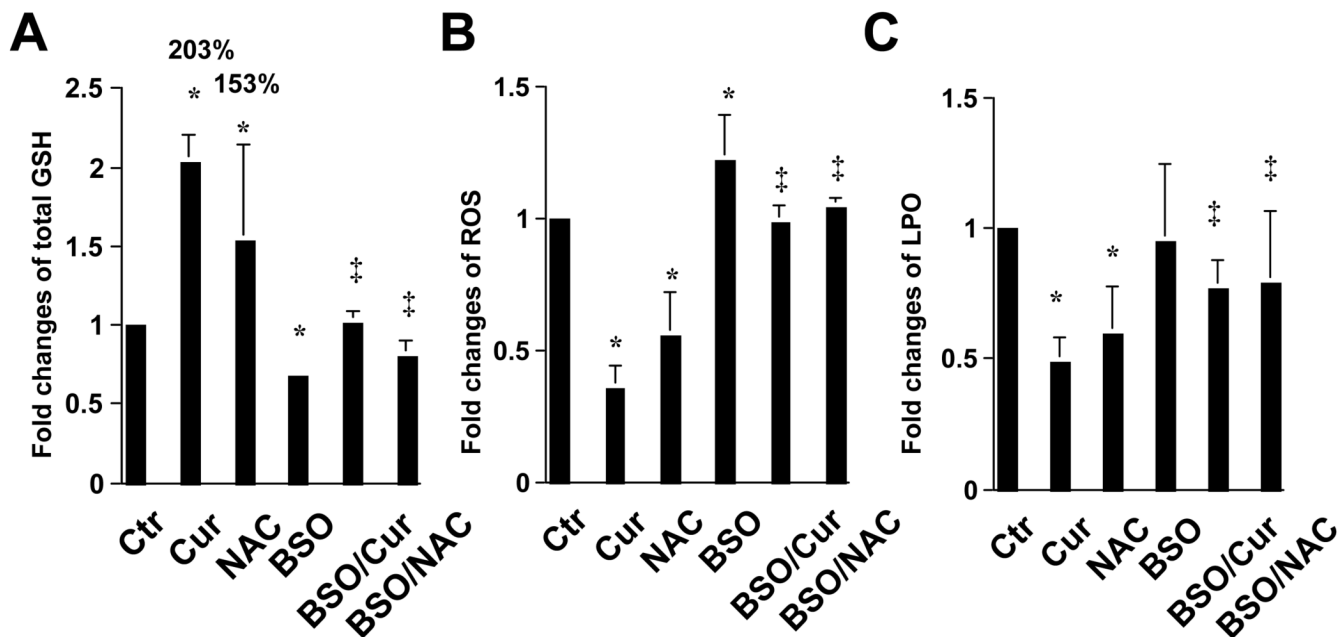 A
203%
153%
*
*
*
‡
‡
2.5
2
1.5
1
0.5
0
Fold changes of total GSH
Ctr
Cur
NAC
BSO
BSO/Cur
BSO/NAC
B
*
*
*
‡
‡
1.5
1
0.5
0
Fold changes of ROS
Ctr
Cur
NAC
BSO
BSO/Cur
BSO/NAC
C
*
*
‡
‡
1.5
1
0.5
0
Fold changes of LPO
Ctr
Cur
NAC
BSO
BSO/Cur
BSO/NAC